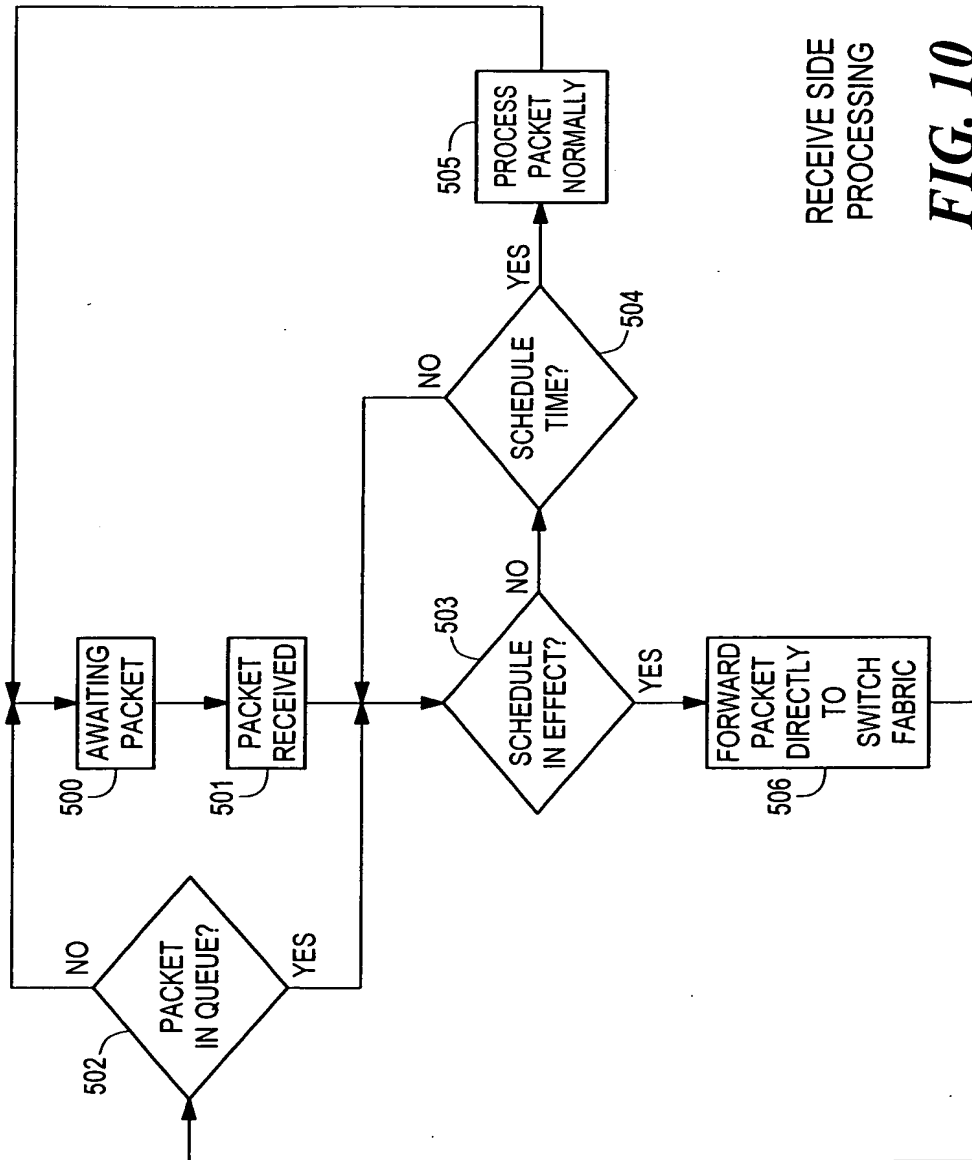 502
PACKET
IN QUEUE?
NO
YES
500
AWAITING
PACKET
501
PACKET
RECEIVED
503
SCHEDULE
IN EFFECT?
NO
YES
506
FORWARD
PACKET
DIRECTLY
TO
SWITCH
FABRIC
504
SCHEDULE
TIME?
NO
YES
505
PROCESS
PACKET
NORMALLY
RECEIVE SIDE
PROCESSING
FIG. 10